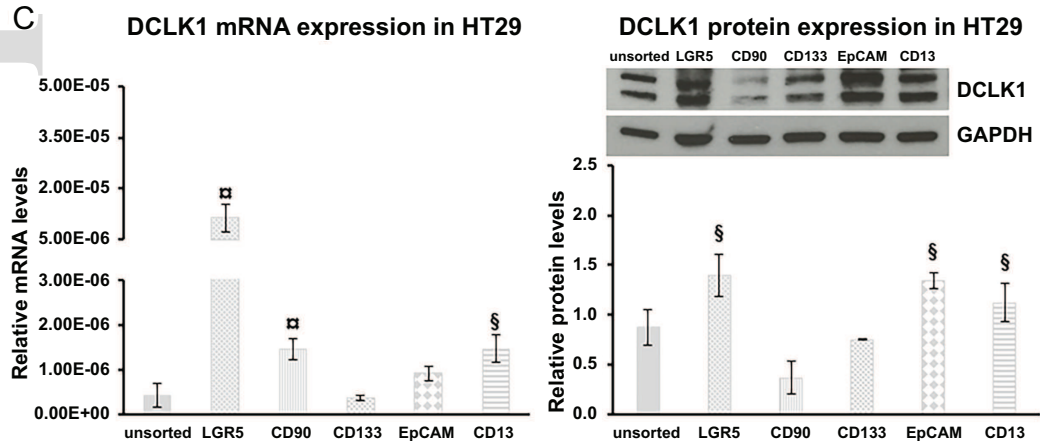 C
DCLK1 mRNA expression in HT29
Relative mRNA levels
5.00E-05
3.50E-05
2.00E-05
5.00E-06
3.00E-06
2.00E-06
1.00E-06
0.00E+00
¤
¤
§
unsorted LGR5 CD90 CD133 EpCAM CD13
DCLK1 protein expression in HT29
unsorted LGR5 CD90 CD133 EpCAM CD13
DCLK1
GAPDH
Relative protein levels
2.5
2.0
1.5
1.0
0.5
0.0
§
§
§
unsorted LGR5 CD90 CD133 EpCAM CD13